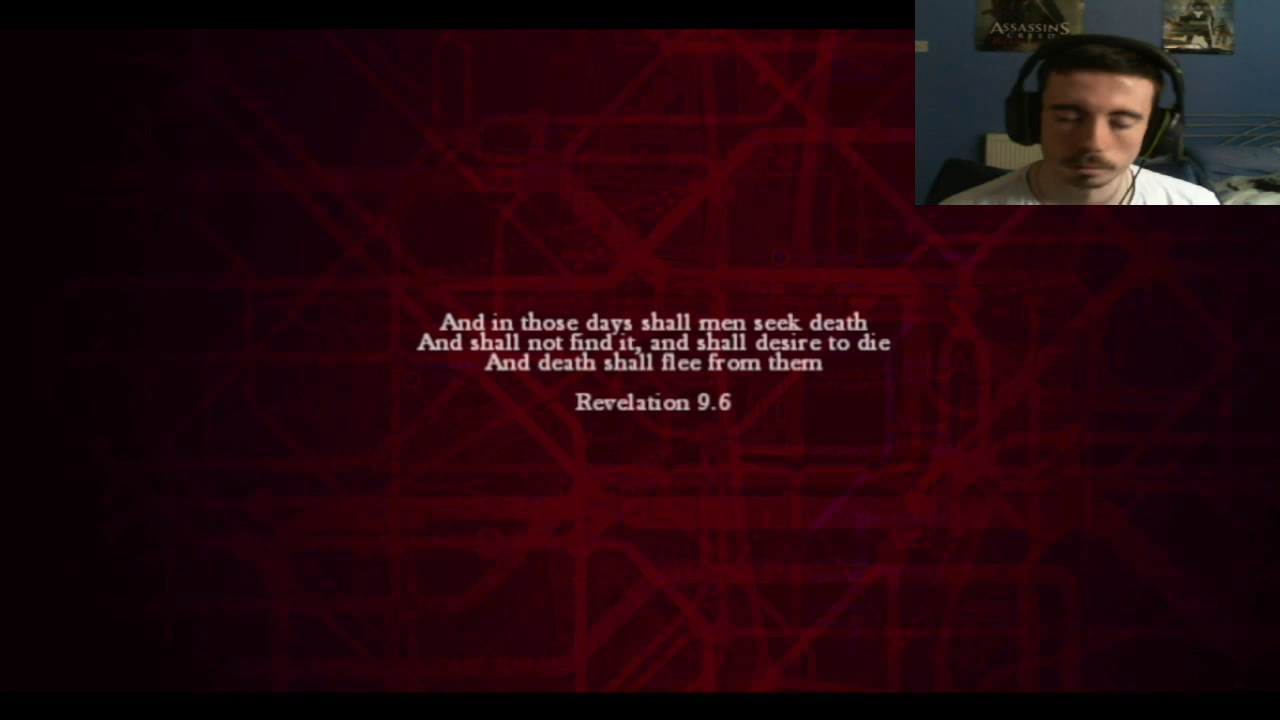 ASSASSIN'S
CREED
And in those days shall men seek death
And shall not find it, and shall desire to die
And death shall flee from them
Revelation 9.6